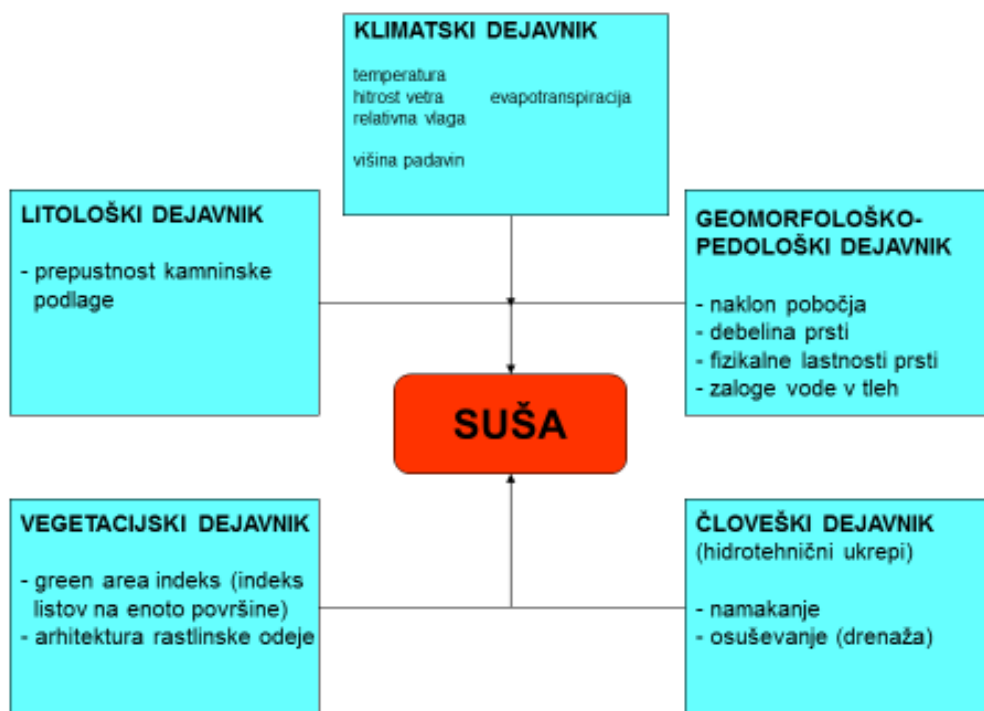 KLIMATSKI DEJAVNIK
temperatura
hitrost vetra evapotranspiracija
relativna vlaga
višina padavin
LITOLOŠKI DEJAVNIK
- prepustnost kamninske
podlage
GEOMORFOLOŠKO-
PEDOLOŠKI DEJAVNIK
- naklon pobočja
- debelina prsti
- fizikalne lastnosti prsti
- zaloge vode v tleh
SUŠA
VEGETACIJSKI DEJAVNIK
- green area indeks (indeks
listov na enoto površine)
- arhitektura rastlinske odeje
ČLOVEŠKI DEJAVNIK
(hidrotehnični ukrepi)
- namakanje
- osuševanje (drenaža)